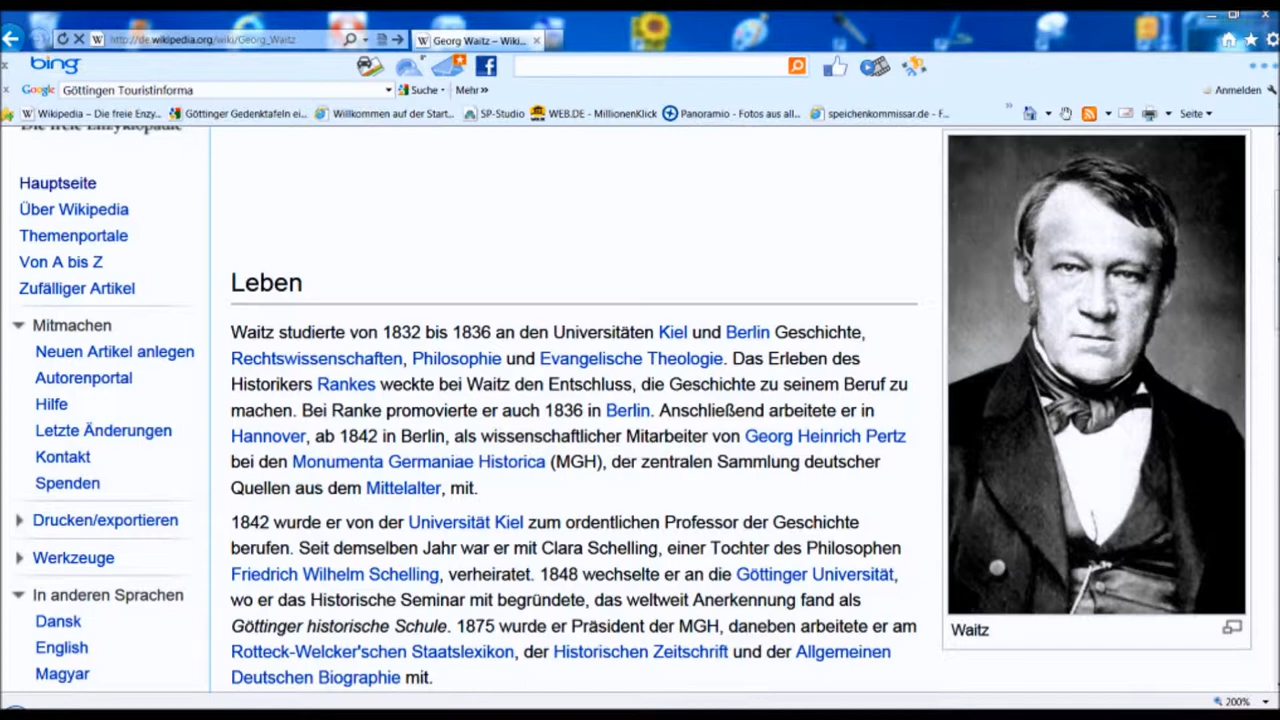 http://de.wikipedia.org/wiki/Georg_Waitz
W Georg Waitz – Wiki...
bing
Google Göttingen Touristinforma Suche Mehr» Anmelden
Wikipedia – Die freie Enzy... Göttinger Gedenktafeln ei... Willkommen auf der Start... SP-Studio WEB.DE - MillionenKlick Panoramio - Fotos aus all... speichenkommissar.de - F... » Seite
Die freie Enzyklopädie
Hauptseite
Über Wikipedia
Themenportale
Von A bis Z
Zufälliger Artikel
Mitmachen
Neuen Artikel anlegen
Autorenportal
Hilfe
Letzte Änderungen
Kontakt
Spenden
Drucken/exportieren
Werkzeuge
In anderen Sprachen
Dansk
English
Magyar
Leben
Waitz studierte von 1832 bis 1836 an den Universitäten Kiel und Berlin Geschichte,
Rechtswissenschaften, Philosophie und Evangelische Theologie. Das Erleben des
Historikers Rankes weckte bei Waitz den Entschluss, die Geschichte zu seinem Beruf zu
machen. Bei Ranke promovierte er auch 1836 in Berlin. Anschließend arbeitete er in
Hannover, ab 1842 in Berlin, als wissenschaftlicher Mitarbeiter von Georg Heinrich Pertz
bei den Monumenta Germaniae Historica (MGH), der zentralen Sammlung deutscher
Quellen aus dem Mittelalter, mit.
1842 wurde er von der Universität Kiel zum ordentlichen Professor der Geschichte
berufen. Seit demselben Jahr war er mit Clara Schelling, einer Tochter des Philosophen
Friedrich Wilhelm Schelling, verheiratet. 1848 wechselte er an die Göttinger Universität,
wo er das Historische Seminar mit begründete, das weltweit Anerkennung fand als
Göttinger historische Schule. 1875 wurde er Präsident der MGH, daneben arbeitete er am
Rotteck-Welcker'schen Staatslexikon, der Historischen Zeitschrift und der Allgemeinen
Deutschen Biographie mit.
Waitz
200%